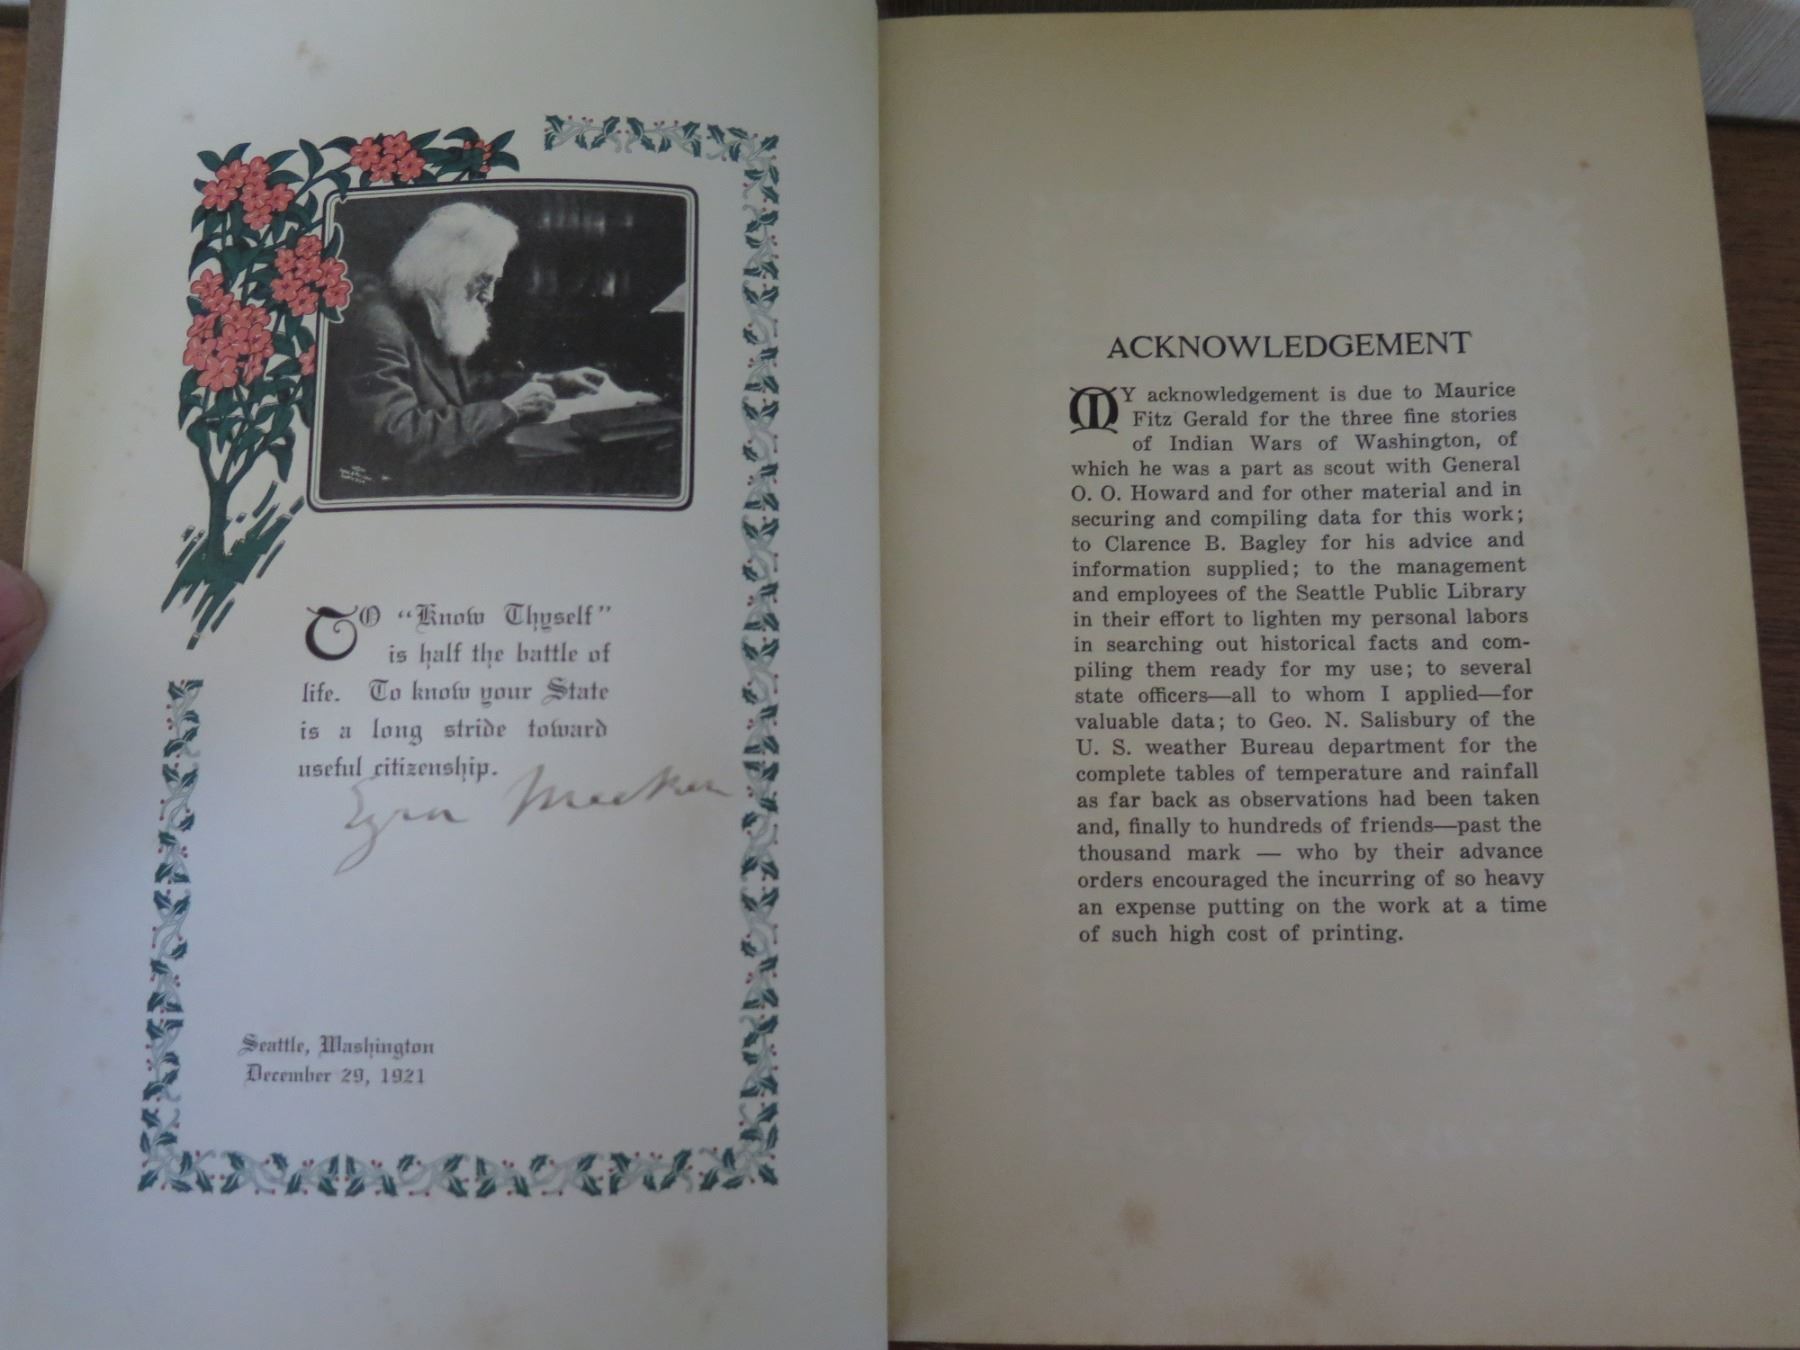 TO “Know Thyself”
is half the battle of
life. To know your State
is a long stride toward
useful citizenship.
Ezra Meeker
Seattle, Washington
December 29, 1921
ACKNOWLEDGEMENT
MY acknowledgement is due to Maurice
Fitz Gerald for the three fine stories
of Indian Wars of Washington, of
which he was a part as scout with General
O. O. Howard and for other material and in
securing and compiling data for this work;
to Clarence B. Bagley for his advice and
information supplied; to the management
and employees of the Seattle Public Library
in their effort to lighten my personal labors
in searching out historical facts and com-
piling them ready for my use; to several
state officers—all to whom I applied—for
valuable data; to Geo. N. Salisbury of the
U. S. weather Bureau department for the
complete tables of temperature and rainfall
as far back as observations had been taken
and, finally to hundreds of friends—past the
thousand mark — who by their advance
orders encouraged the incurring of so heavy
an expense putting on the work at a time
of such high cost of printing.